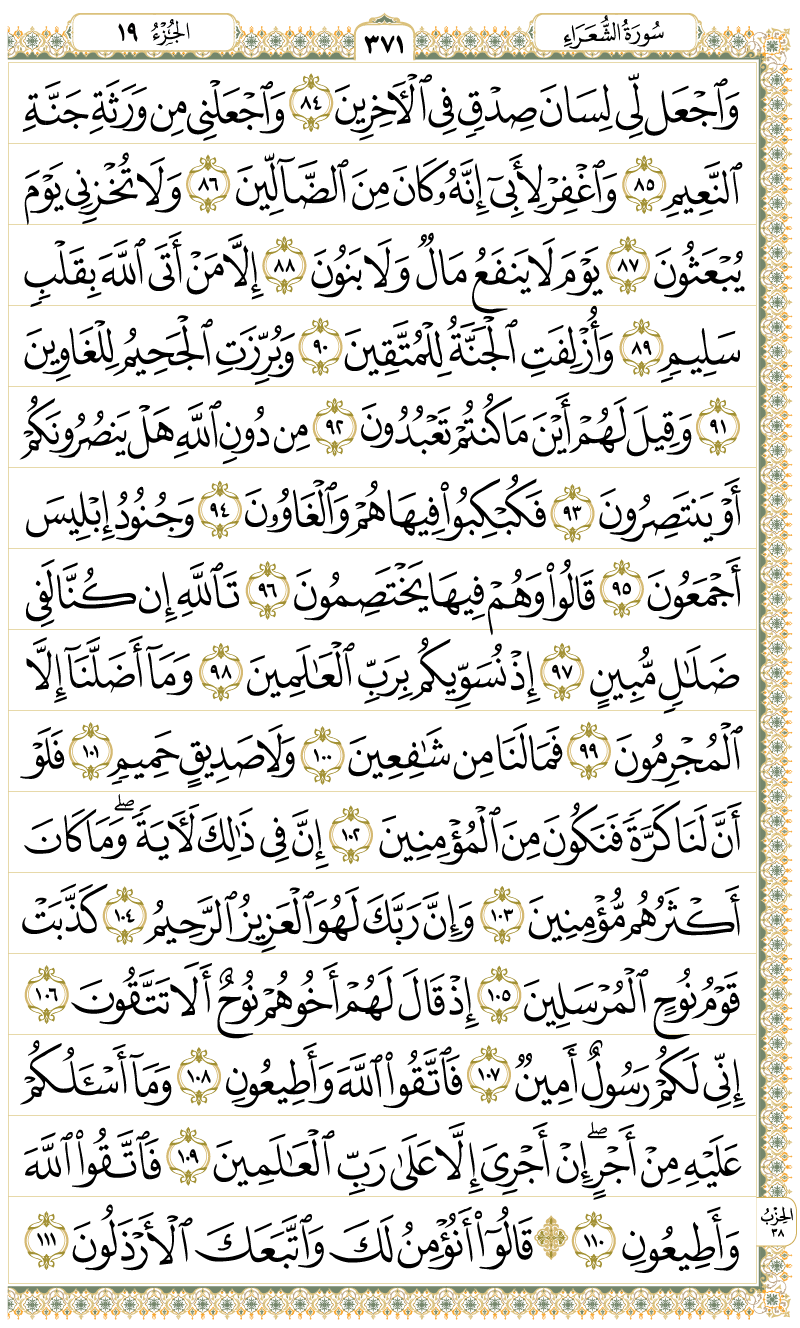 سُورَةُ الشُّعَرَاءِ ٣٧١ الجُزْءُ ١٩
وَٱجْعَل لِّى لِسَانَ صِدْقٍ فِى ٱلْأَخِرِينَ ٨٤ وَٱجْعَلْنِى مِن وَرَثَةِ جَنَّةِ
ٱلنَّعِيمِ ٨٥ وَٱغْفِرْ لِأَبِىٓ إِنَّهُۥ كَانَ مِنَ ٱلضَّآلِّينَ ٨٦ وَلَا تُخْزِنِى يَوْمَ
يُبْعَثُونَ ٨٧ يَوْمَ لَا يَنفَعُ مَالٌ وَلَا بَنُونَ ٨٨ إِلَّا مَنْ أَتَى ٱللَّهَ بِقَلْبٍ
سَلِيمٍ ٨٩ وَأُزْلِفَتِ ٱلْجَنَّةُ لِلْمُتَّقِينَ ٩٠ وَبُرِّزَتِ ٱلْجَحِيمُ لِلْغَاوِينَ
٩١ وَقِيلَ لَهُمْ أَيْنَ مَا كُنتُمْ تَعْبُدُونَ ٩٢ مِن دُونِ ٱللَّهِ هَلْ يَنصُرُونَكُمْ
أَوْ يَنتَصِرُونَ ٩٣ فَكُبْكِبُوا۟ فِيهَا هُمْ وَٱلْغَاوُۥنَ ٩٤ وَجُنُودُ إِبْلِيسَ
أَجْمَعُونَ ٩٥ قَالُوا۟ وَهُمْ فِيهَا يَخْتَصِمُونَ ٩٦ تَٱللَّهِ إِن كُنَّا لَفِى
ضَلَـٰلٍ مُّبِينٍ ٩٧ إِذْ نُسَوِّيكُم بِرَبِّ ٱلْعَـٰلَمِينَ ٩٨ وَمَآ أَضَلَّنَآ إِلَّا
ٱلْمُجْرِمُونَ ٩٩ فَمَا لَنَا مِن شَـٰفِعِينَ ١٠٠ وَلَا صَدِيقٍ حَمِيمٍ ١٠١ فَلَوْ
أَنَّ لَنَا كَرَّةً فَنَكُونَ مِنَ ٱلْمُؤْمِنِينَ ١٠٢ إِنَّ فِى ذَٰلِكَ لَـَٔايَةً ۖ وَمَا كَانَ
أَكْثَرُهُم مُّؤْمِنِينَ ١٠٣ وَإِنَّ رَبَّكَ لَهُوَ ٱلْعَزِيزُ ٱلرَّحِيمُ ١٠٤ كَذَّبَتْ
قَوْمُ نُوحٍ ٱلْمُرْسَلِينَ ١٠٥ إِذْ قَالَ لَهُمْ أَخُوهُمْ نُوحٌ أَلَا تَتَّقُونَ ١٠٦
إِنِّى لَكُمْ رَسُولٌ أَمِينٌ ١٠٧ فَٱتَّقُوا۟ ٱللَّهَ وَأَطِيعُونِ ١٠٨ وَمَآ أَسْـَٔلُكُمْ
عَلَيْهِ مِنْ أَجْرٍ ۖ إِنْ أَجْرِىَ إِلَّا عَلَىٰ رَبِّ ٱلْعَـٰلَمِينَ ١٠٩ فَٱتَّقُوا۟ ٱللَّهَ
وَأَطِيعُونِ ١١٠ ۞ قَالُوٓا۟ أَنُؤْمِنُ لَكَ وَٱتَّبَعَكَ ٱلْأَرْذَلُونَ ١١١
الحِزْبُ
٣٨